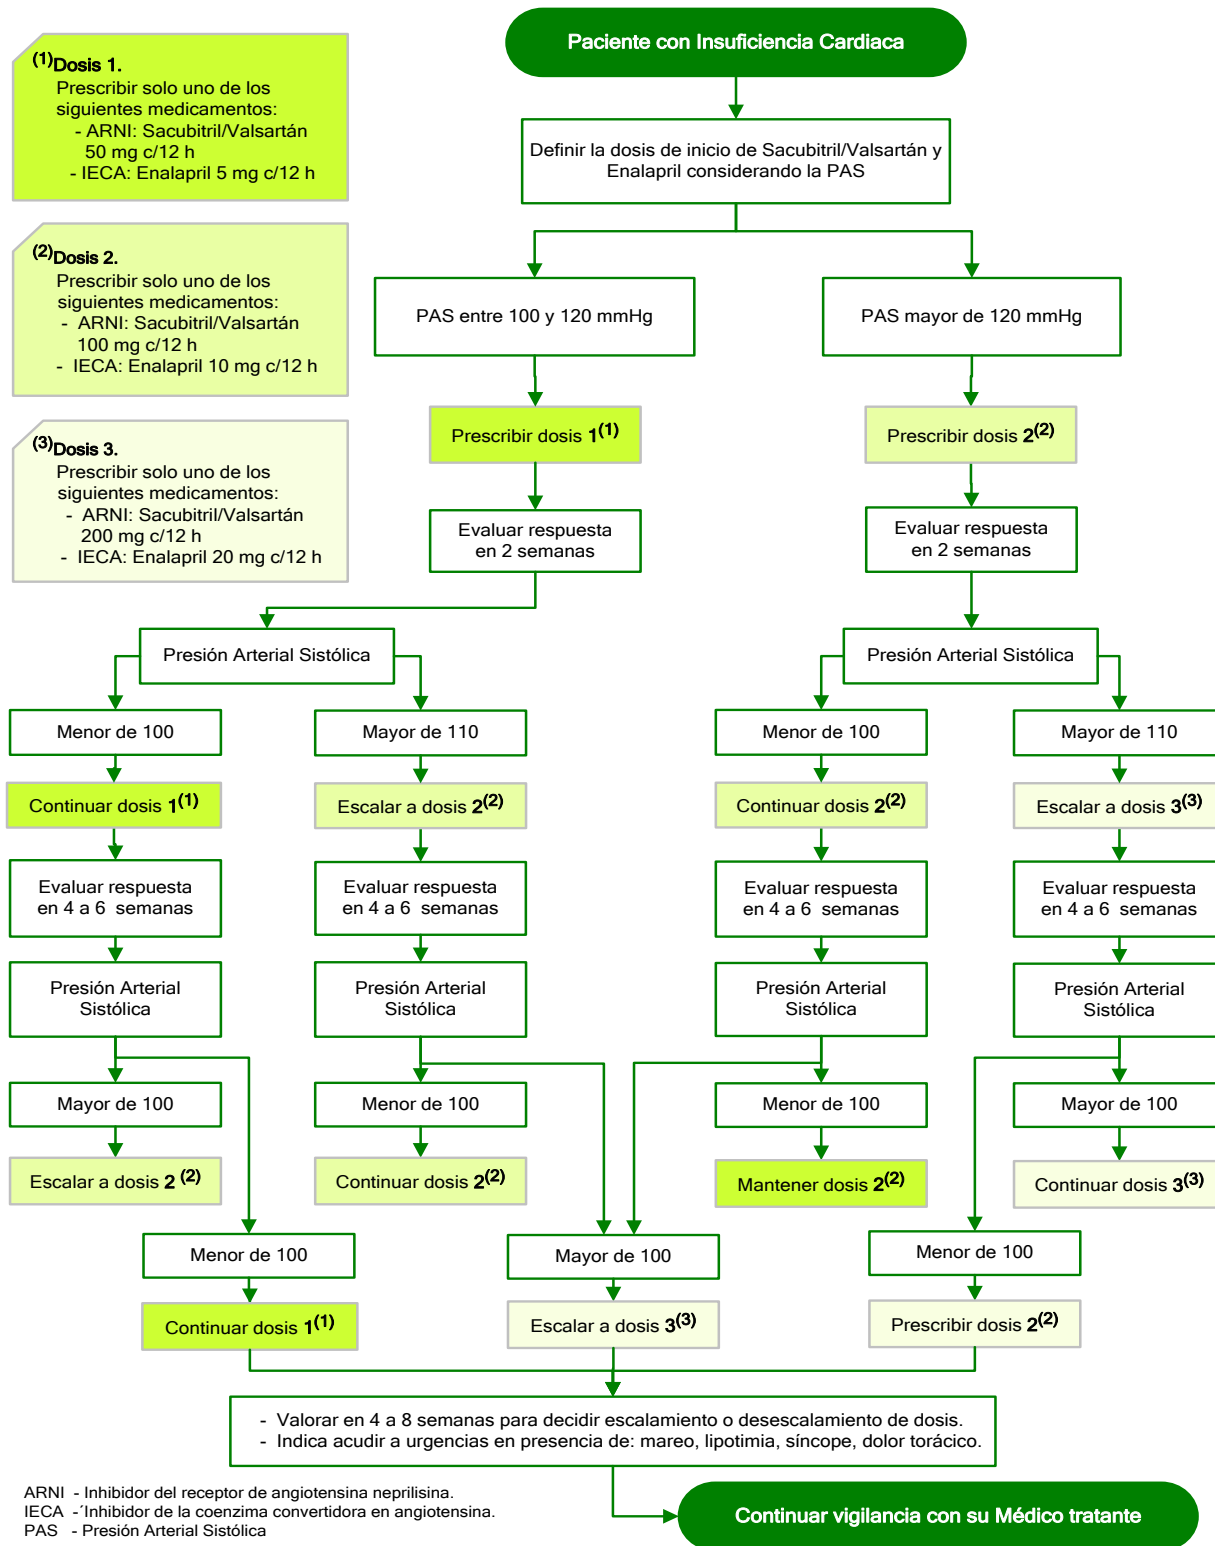 Paciente con Insuficiencia Cardiaca
(1)Dosis 1.
Prescribir solo uno de los
siguientes medicamentos:
- ARNI: Sacubitril/Valsartán
50 mg c/12 h
- IECA: Enalapril 5 mg c/12 h
Definir la dosis de inicio de Sacubitril/Valsartán y
Enalapril considerando la PAS
(2)Dosis 2.
Prescribir solo uno de los
siguientes medicamentos:
- ARNI: Sacubitril/Valsartán
100 mg c/12 h
- IECA: Enalapril 10 mg c/12 h
PAS entre 100 y 120 mmHg
PAS mayor de 120 mmHg
(3)Dosis 3.
Prescribir solo uno de los
siguientes medicamentos:
- ARNI: Sacubitril/Valsartán
200 mg c/12 h
- IECA: Enalapril 20 mg c/12 h
Prescribir dosis 1(1)
Prescribir dosis 2(2)
Evaluar respuesta
en 2 semanas
Evaluar respuesta
en 2 semanas
Presión Arterial Sistólica
Presión Arterial Sistólica
Menor de 100
Mayor de 110
Menor de 100
Mayor de 110
Continuar dosis 1(1)
Escalar a dosis 2(2)
Continuar dosis 2(2)
Escalar a dosis 3(3)
Evaluar respuesta
en 4 a 6 semanas
Evaluar respuesta
en 4 a 6 semanas
Evaluar respuesta
en 4 a 6 semanas
Evaluar respuesta
en 4 a 6 semanas
Presión Arterial
Sistólica
Presión Arterial
Sistólica
Presión Arterial
Sistólica
Presión Arterial
Sistólica
Mayor de 100
Menor de 100
Menor de 100
Mayor de 100
Escalar a dosis 2 (2)
Continuar dosis 2(2)
Mantener dosis 2(2)
Continuar dosis 3(3)
Menor de 100
Mayor de 100
Menor de 100
Continuar dosis 1(1)
Escalar a dosis 3(3)
Prescribir dosis 2(2)
- Valorar en 4 a 8 semanas para decidir escalamiento o desescalamiento de dosis.
- Indica acudir a urgencias en presencia de: mareo, lipotimia, síncope, dolor torácico.
ARNI - Inhibidor del receptor de angiotensina neprilisina.
IECA -´Inhibidor de la coenzima convertidora en angiotensina.
PAS - Presión Arterial Sistólica
Continuar vigilancia con su Médico tratante